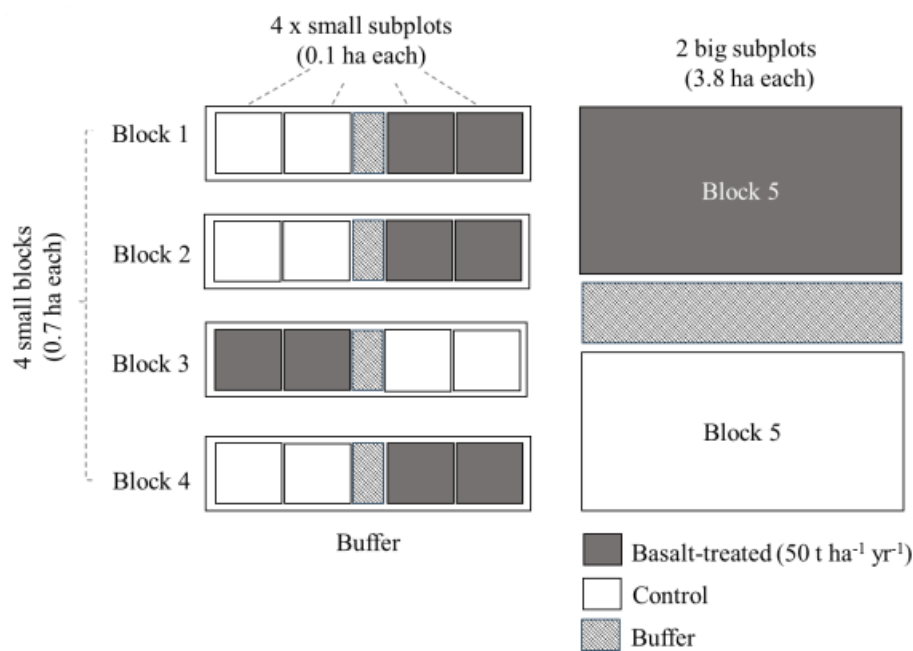 4 x small subplots
(0.1 ha each)
2 big subplots
(3.8 ha each)
4 small blocks
(0.7 ha each)
Block 1
Block 2
Block 3
Block 4
Buffer
Block 5
Block 5
Basalt-treated (50 t ha⁻¹ yr⁻¹)
Control
Buffer